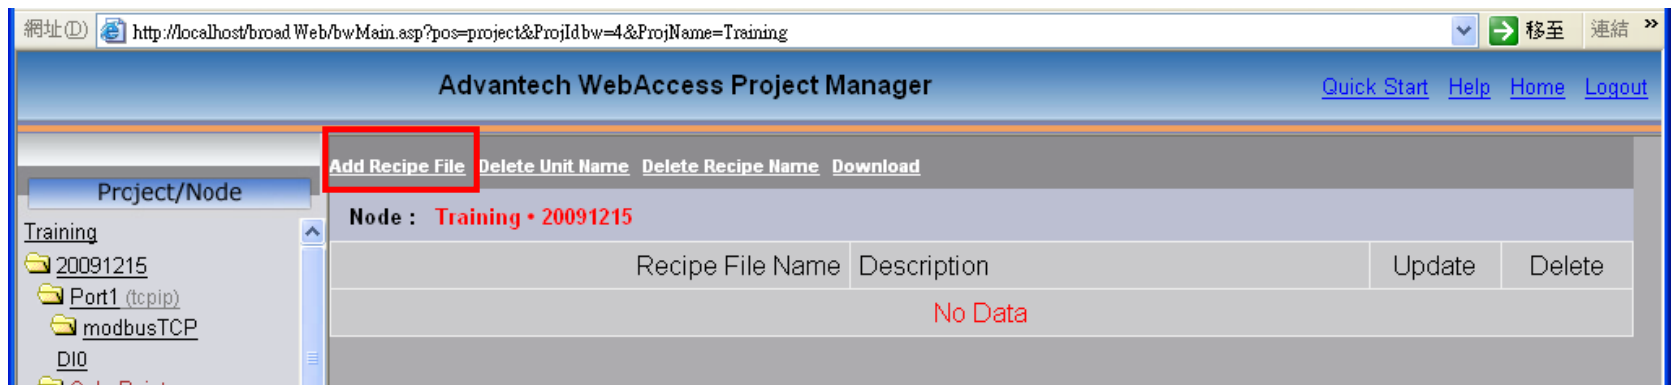 網址(D) http://localhost/broadWeb/bwMain.asp?pos=project&ProjIdbw=4&ProjName=Training 移至 連結 »
Advantech WebAccess Project Manager Quick Start Help Home Logout
Add Recipe File Delete Unit Name Delete Recipe Name Download
Project/Node
Node : Training • 20091215
Training
Recipe File Name Description Update Delete
20091215
Port1 (tcpip)
No Data
modbusTCP
DI0